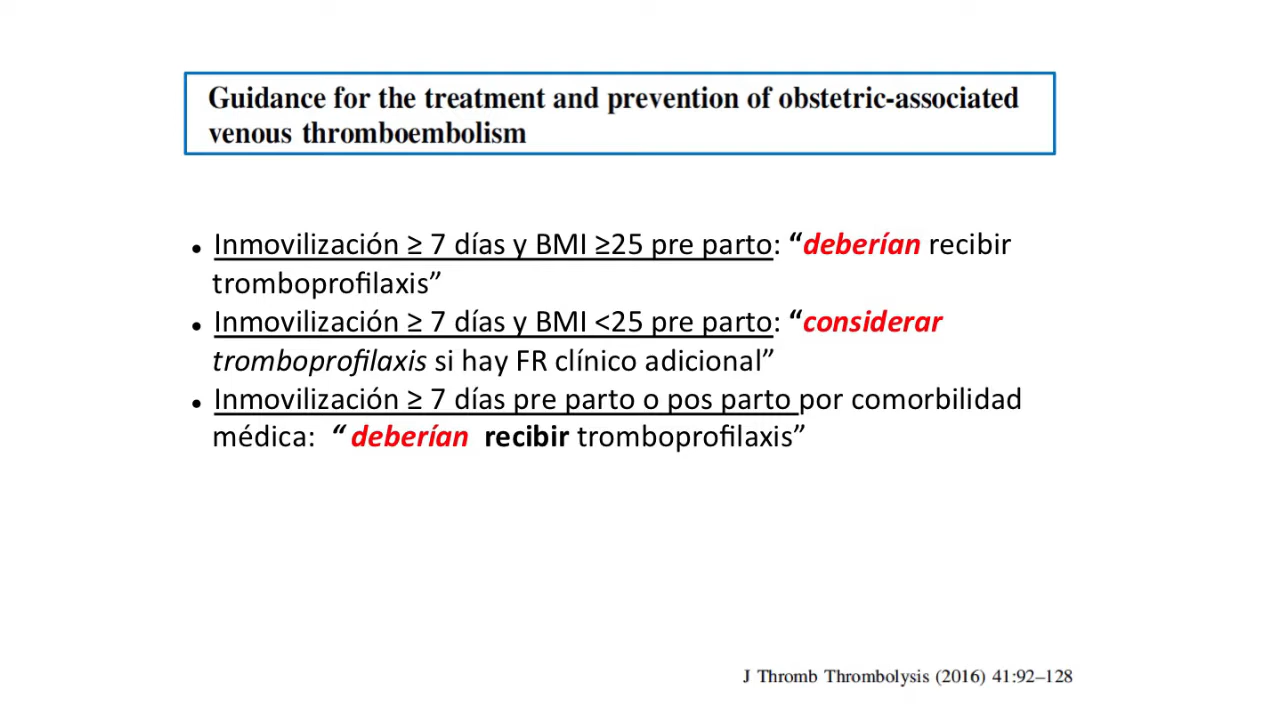 Guidance for the treatment and prevention of obstetric-associated
venous thromboembolism
• Inmovilización ≥ 7 días y BMI ≥25 pre parto: “deberían recibir
tromboprofilaxis”
• Inmovilización ≥ 7 días y BMI <25 pre parto: “considerar
tromboprofilaxis si hay FR clínico adicional”
• Inmovilización ≥ 7 días pre parto o pos parto por comorbilidad
médica: “ deberían recibir tromboprofilaxis”
J Thromb Thrombolysis (2016) 41:92–128